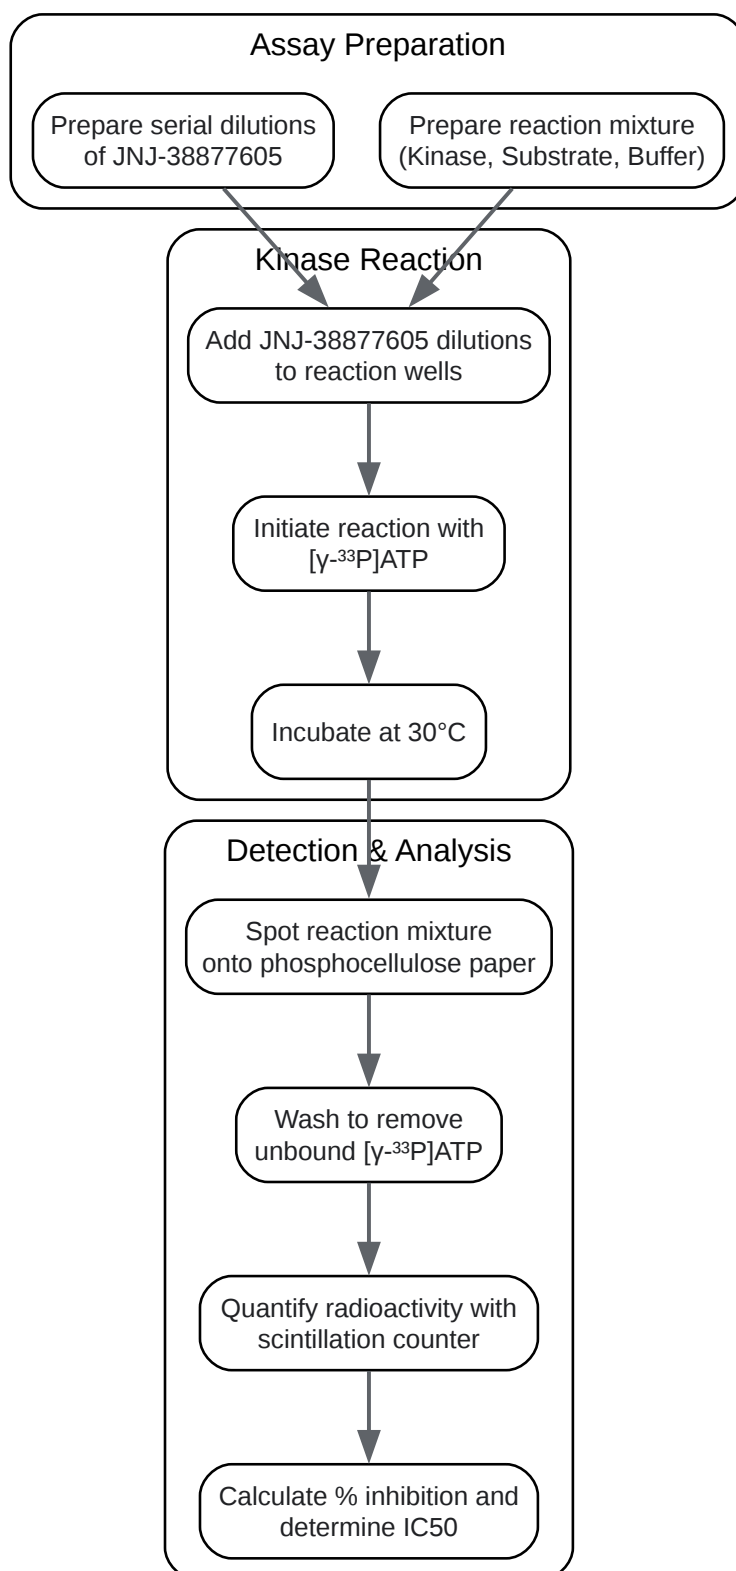 Assay Preparation
Prepare serial dilutions
of JNJ-38877605
Prepare reaction mixture
(Kinase, Substrate, Buffer)
Kinase Reaction
Add JNJ-38877605 dilutions
to reaction wells
Initiate reaction with
[γ-³³P]ATP
Incubate at 30°C
Detection & Analysis
Spot reaction mixture
onto phosphocellulose paper
Wash to remove
unbound [γ-³³P]ATP
Quantify radioactivity with
scintillation counter
Calculate % inhibition and
determine IC50